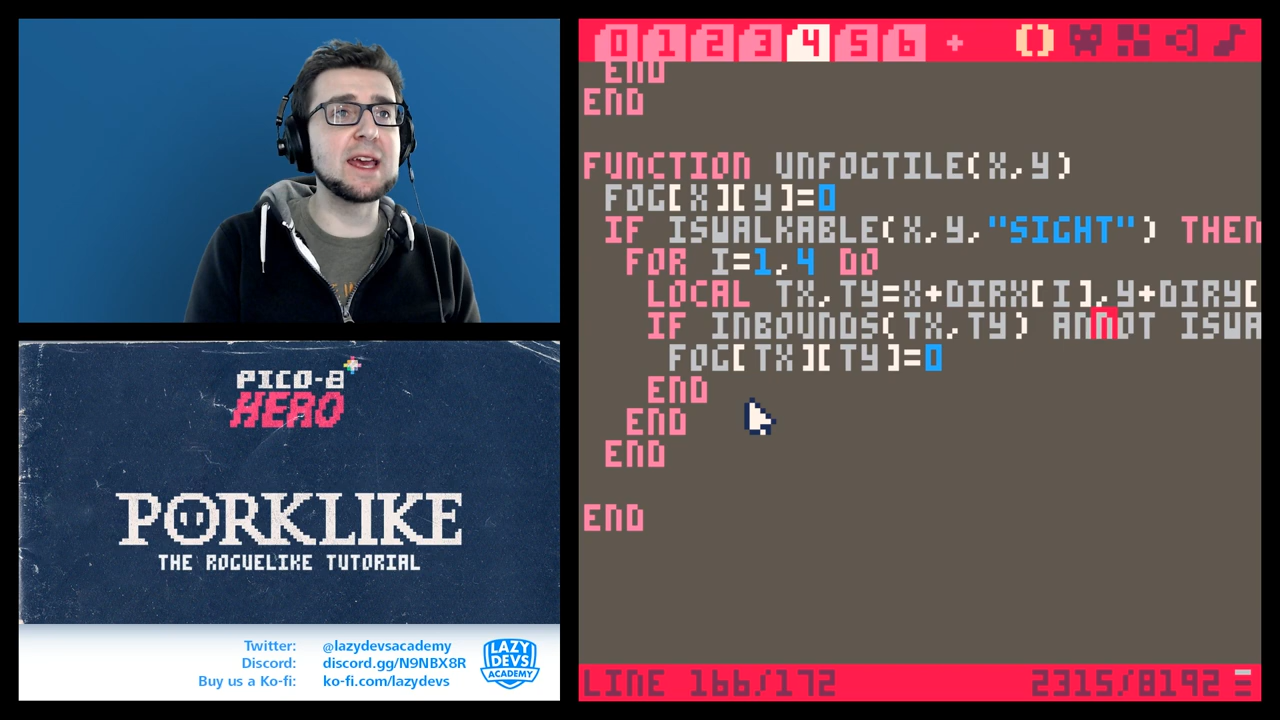 0 1 2 3 4 5 6 +
END
END
FUNCTION UNFOGTILE(X,Y)
FOG[X][Y]=0
IF ISWALKABLE(X,Y,"SIGHT") THEN
FOR I=1,4 DO
LOCAL TX,TY=X+DIRX[I],Y+DIRY[
IF INBOUNDS(TX,TY) ANNOT ISWA
FOG[TX][TY]=0
END
END
END
END
LINE 166/172 2315/8192
PICO-8
HERO
PORKLIKE
THE ROGUELIKE TUTORIAL
Twitter: @lazydevsacademy
Discord: discord.gg/N9NBX8R
Buy us a Ko-fi: ko-fi.com/lazydevs
LAZY
DEVS
ACADEMY